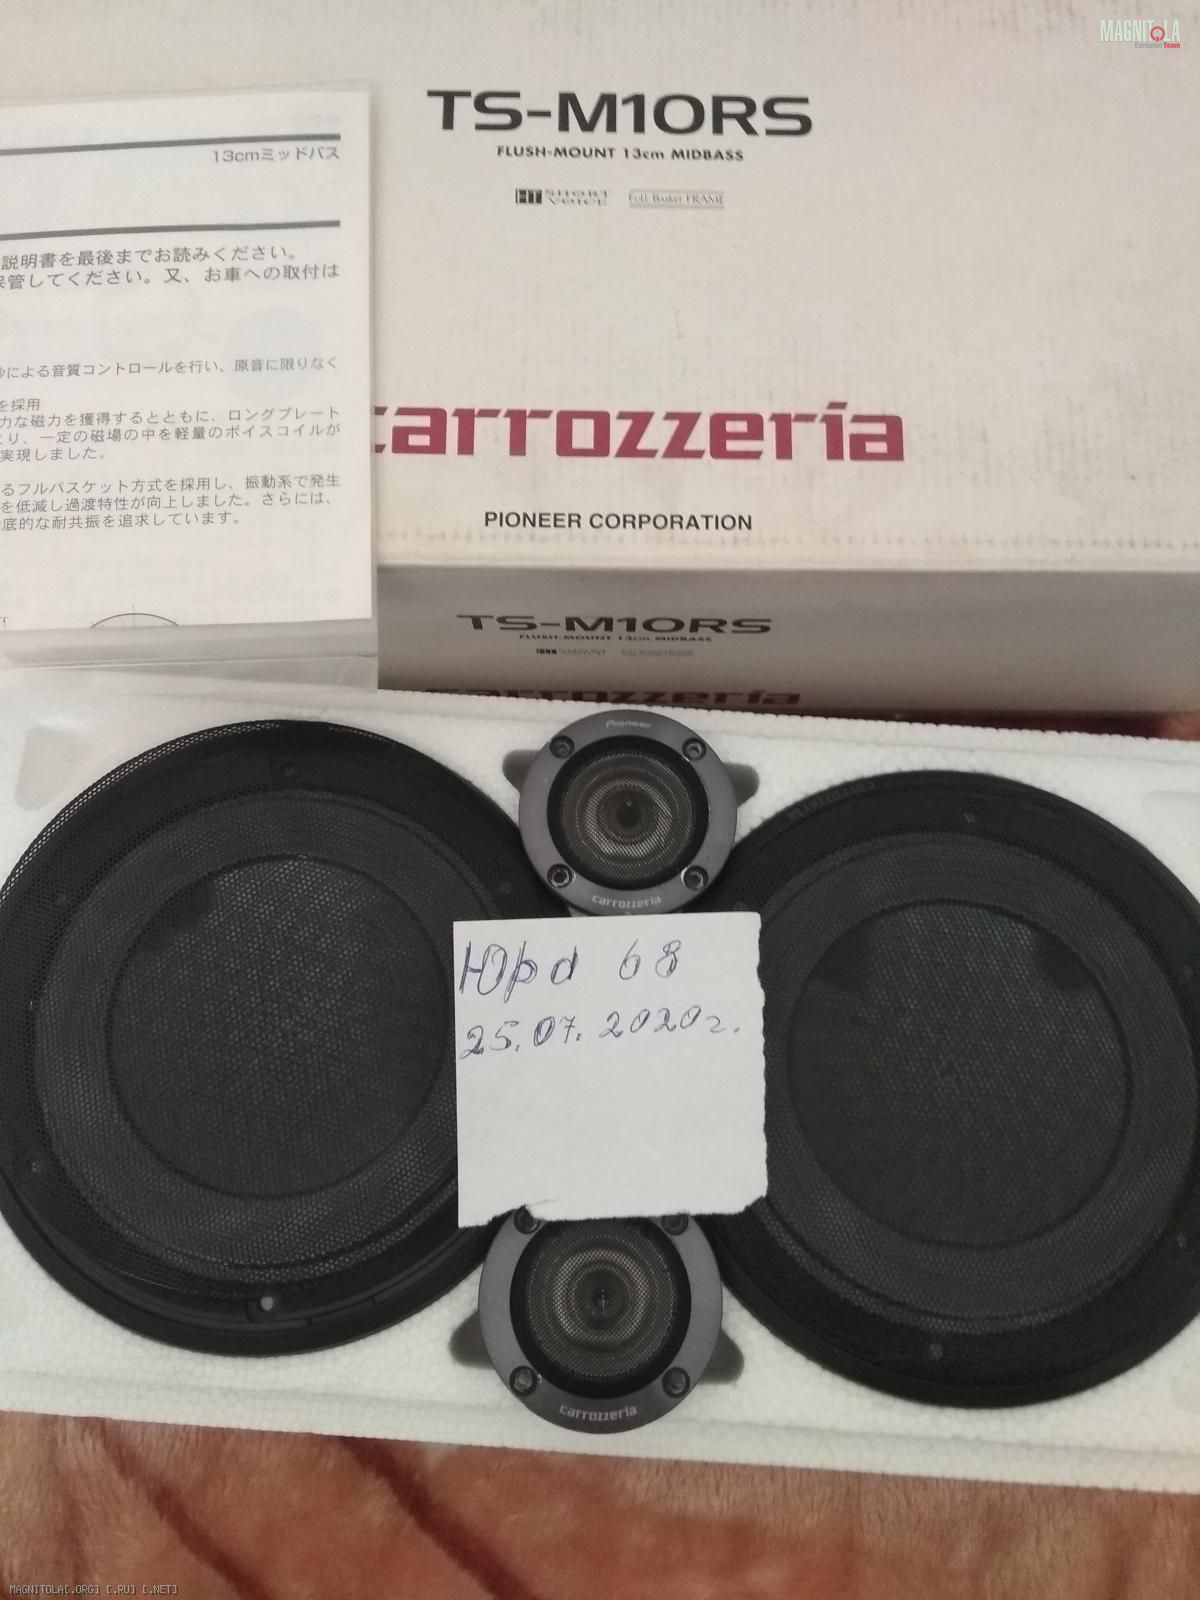 MAGNITOLA
CarAudio Team
TS-M1ORS
FLUSH-MOUNT 13cm MIDBASS
HT SHORT VOICE
Full Basket FRAME
13cmミッドバス
説明書を最後までお読みください。
保管してください。又、お車への取付は
による音質コントロールを行い、原音に限りなく
を採用
力な磁力を獲得するとともに、ロングプレート
より、一定の磁場の中を軽量のボイスコイルが
実現しました。
るフルバスケット方式を採用し、振動系で発生
を低減し過渡特性が向上しました。さらには、
底的な耐共振を追求しています。
carrozzeria
PIONEER CORPORATION
TS-M1ORS
FLUSH-MOUNT 13cm MIDBASS
carrozzeria
Pioneer
carrozzeria
Юрд 68
25.07.2020г.
carrozzeria
MAGNITOLA[.ORG] [.RU] [.NET]